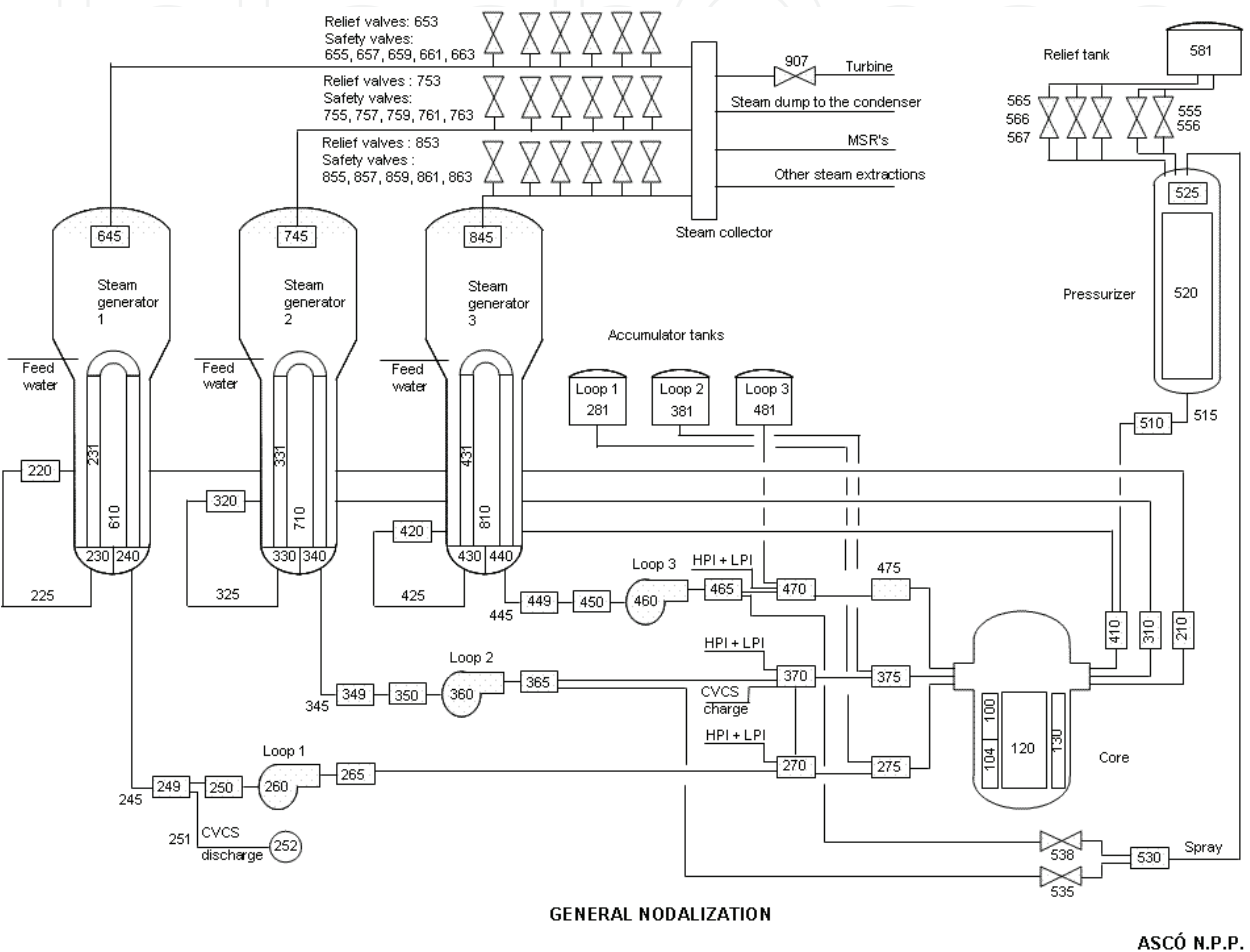 Relief valves: 653
Safety valves:
655, 657, 659, 661, 663
Relief valves : 753
Safety valves:
755, 757, 759, 761, 763
Relief valves : 853
Safety valves :
855, 857, 859, 861, 863
907
Turbine
Steam dump to the condenser
MSR's
Other steam extractions
Steam collector
Relief tank
581
565
566
567
555
556
525
520
Pressurizer
510
515
645
745
845
Steam
generator
1
Steam
generator
2
Steam
generator
3
Feed
water
Feed
water
Feed
water
Accumulator tanks
Loop 1
281
Loop 2
381
Loop 3
481
231
610
331
710
431
810
220
320
420
230
240
330
340
430
440
225
325
425
445
449
450
Loop 3
460
HPI + LPI
465
470
475
410
310
210
345
349
350
Loop 2
360
365
HPI + LPI
370
CVCS
charge
375
HPI + LPI
270
275
100
104
120
130
Core
245
249
250
Loop 1
260
265
251
CVCS
discharge
252
538
535
530
Spray
GENERAL NODALIZATION
ASCÓ N.P.P.